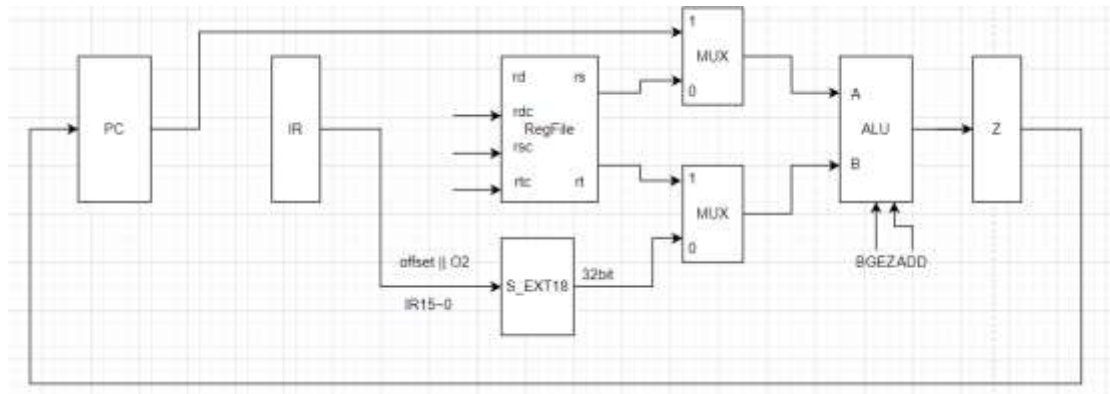 1
MUX
0
PC
IR
rd rs
rdc
RegFile
rsc
rtc rt
A
ALU
B
Z
1
MUX
0
offset || O2
S_EXT18
32bit
IR15~0
BGEZADD